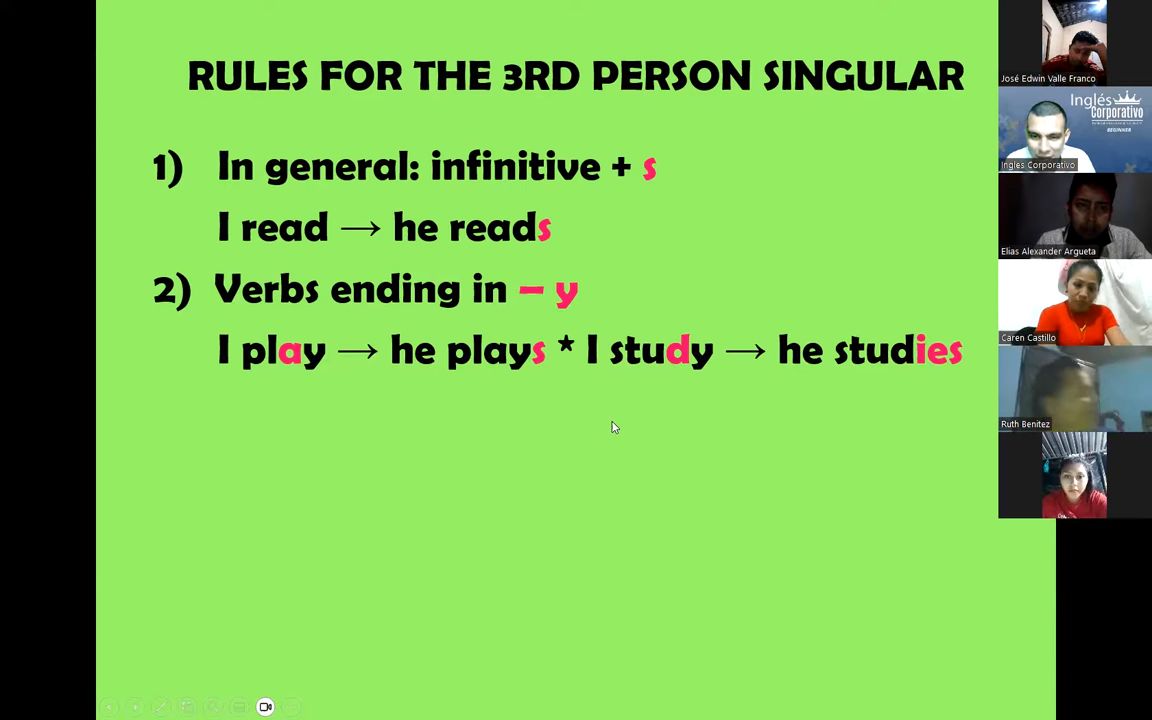 RULES FOR THE 3RD PERSON SINGULAR
1) In general: infinitive + s
I read → he reads
2) Verbs ending in – y
I play → he plays * I study → he studies
José Edwin Valle Franco
Inglés
Corporativo
BEGINNER
Ingles Corporativo
Elias Alexander Argueta
Caren Castillo
Ruth Benitez